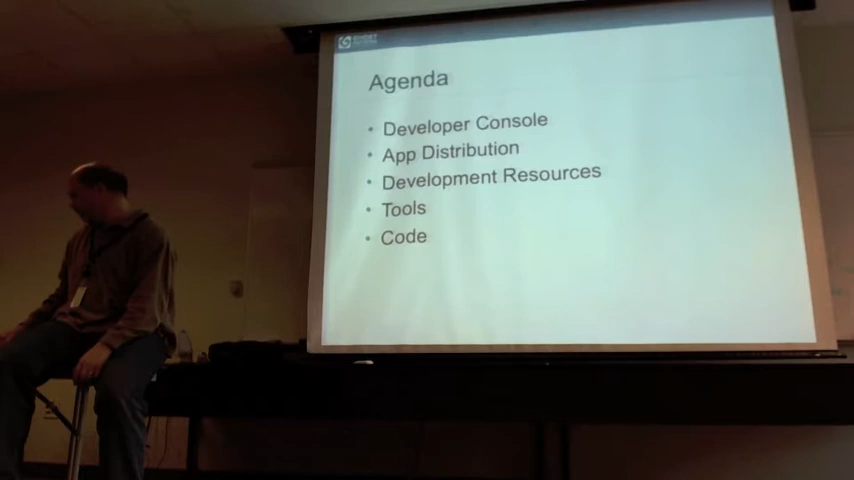 Agenda
• Developer Console
• App Distribution
• Development Resources
• Tools
• Code